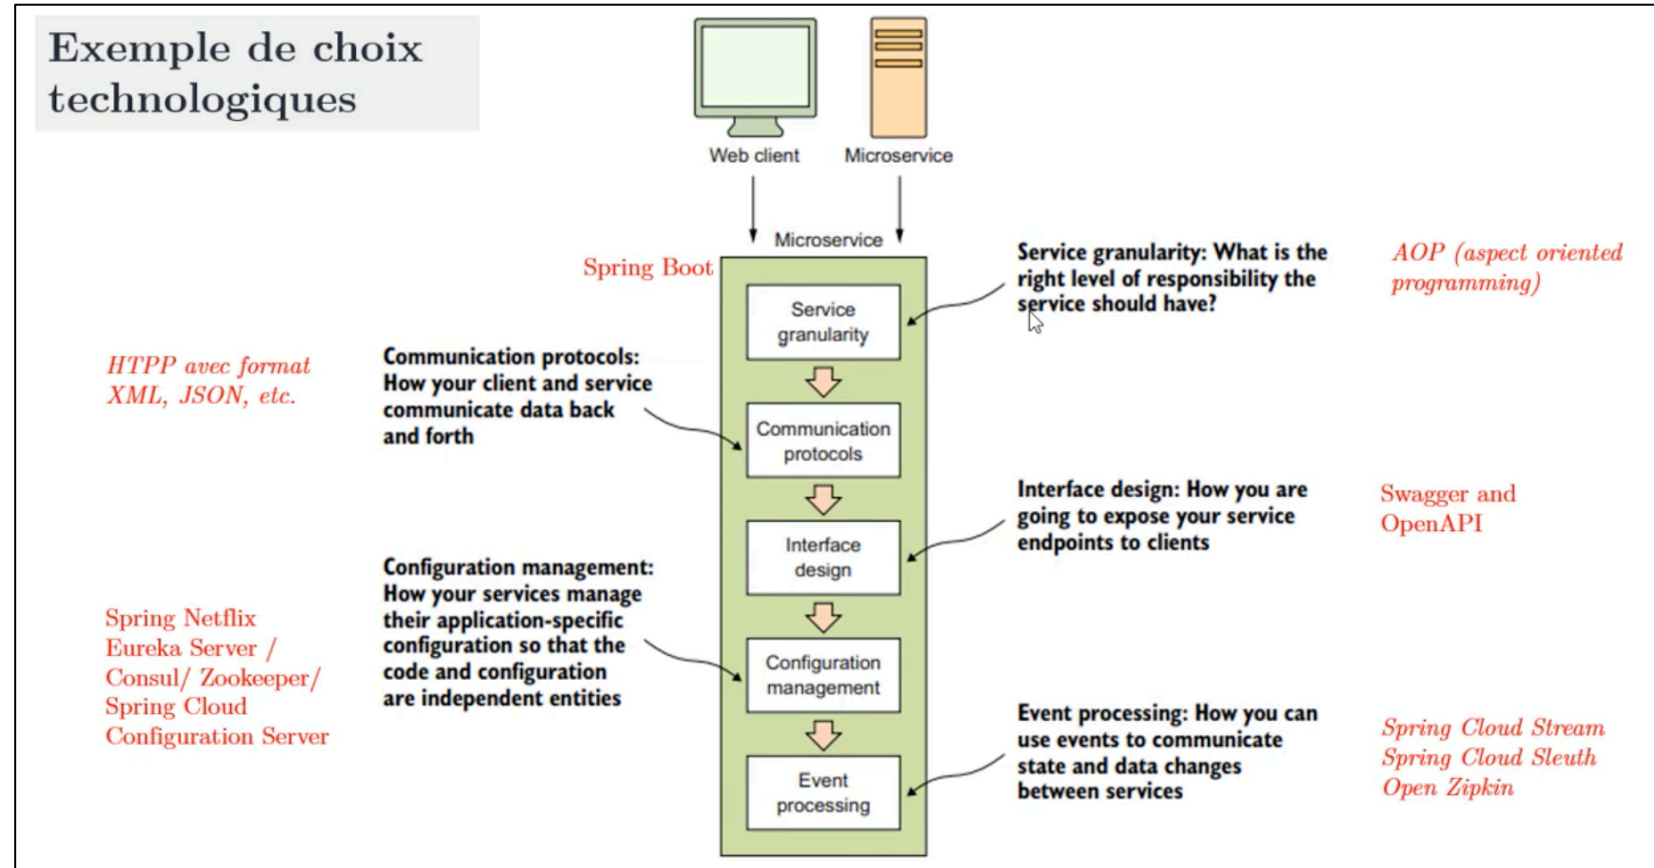 Exemple de choix
technologiques
Web client
Microservice
Microservice
Spring Boot
Service granularity: What is the
right level of responsibility the
service should have?
AOP (aspect oriented
programming)
Service
granularity
HTPP avec format
XML, JSON, etc.
Communication protocols:
How your client and service
communicate data back
and forth
Communication
protocols
Interface design: How you are
going to expose your service
endpoints to clients
Swagger and
OpenAPI
Interface
design
Configuration management:
How your services manage
their application-specific
configuration so that the
code and configuration
are independent entities
Spring Netflix
Eureka Server /
Consul/ Zookeeper/
Spring Cloud
Configuration Server
Configuration
management
Event processing: How you can
use events to communicate
state and data changes
between services
Spring Cloud Stream
Spring Cloud Sleuth
Open Zipkin
Event
processing